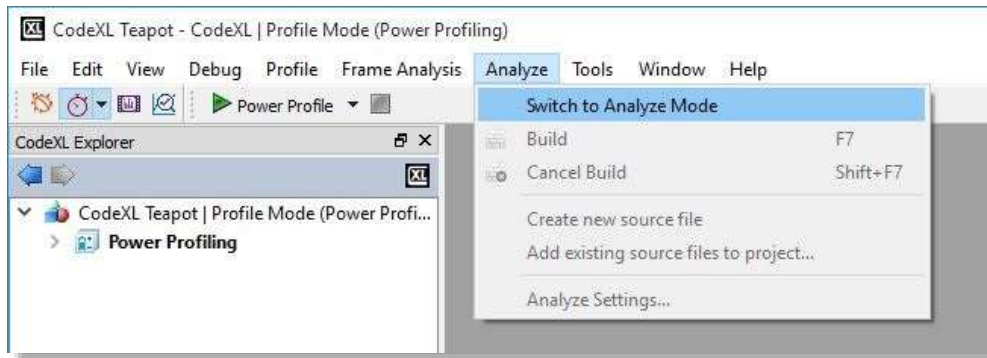 XL CodeXL Teapot - CodeXL | Profile Mode (Power Profiling)
File Edit View Debug Profile Frame Analysis Analyze Tools Window Help
Power Profile
Switch to Analyze Mode
CodeXL Explorer
Build F7
XL
Cancel Build Shift+F7
CodeXL Teapot | Profile Mode (Power Profi...
Create new source file
Power Profiling
Add existing source files to project...
Analyze Settings...